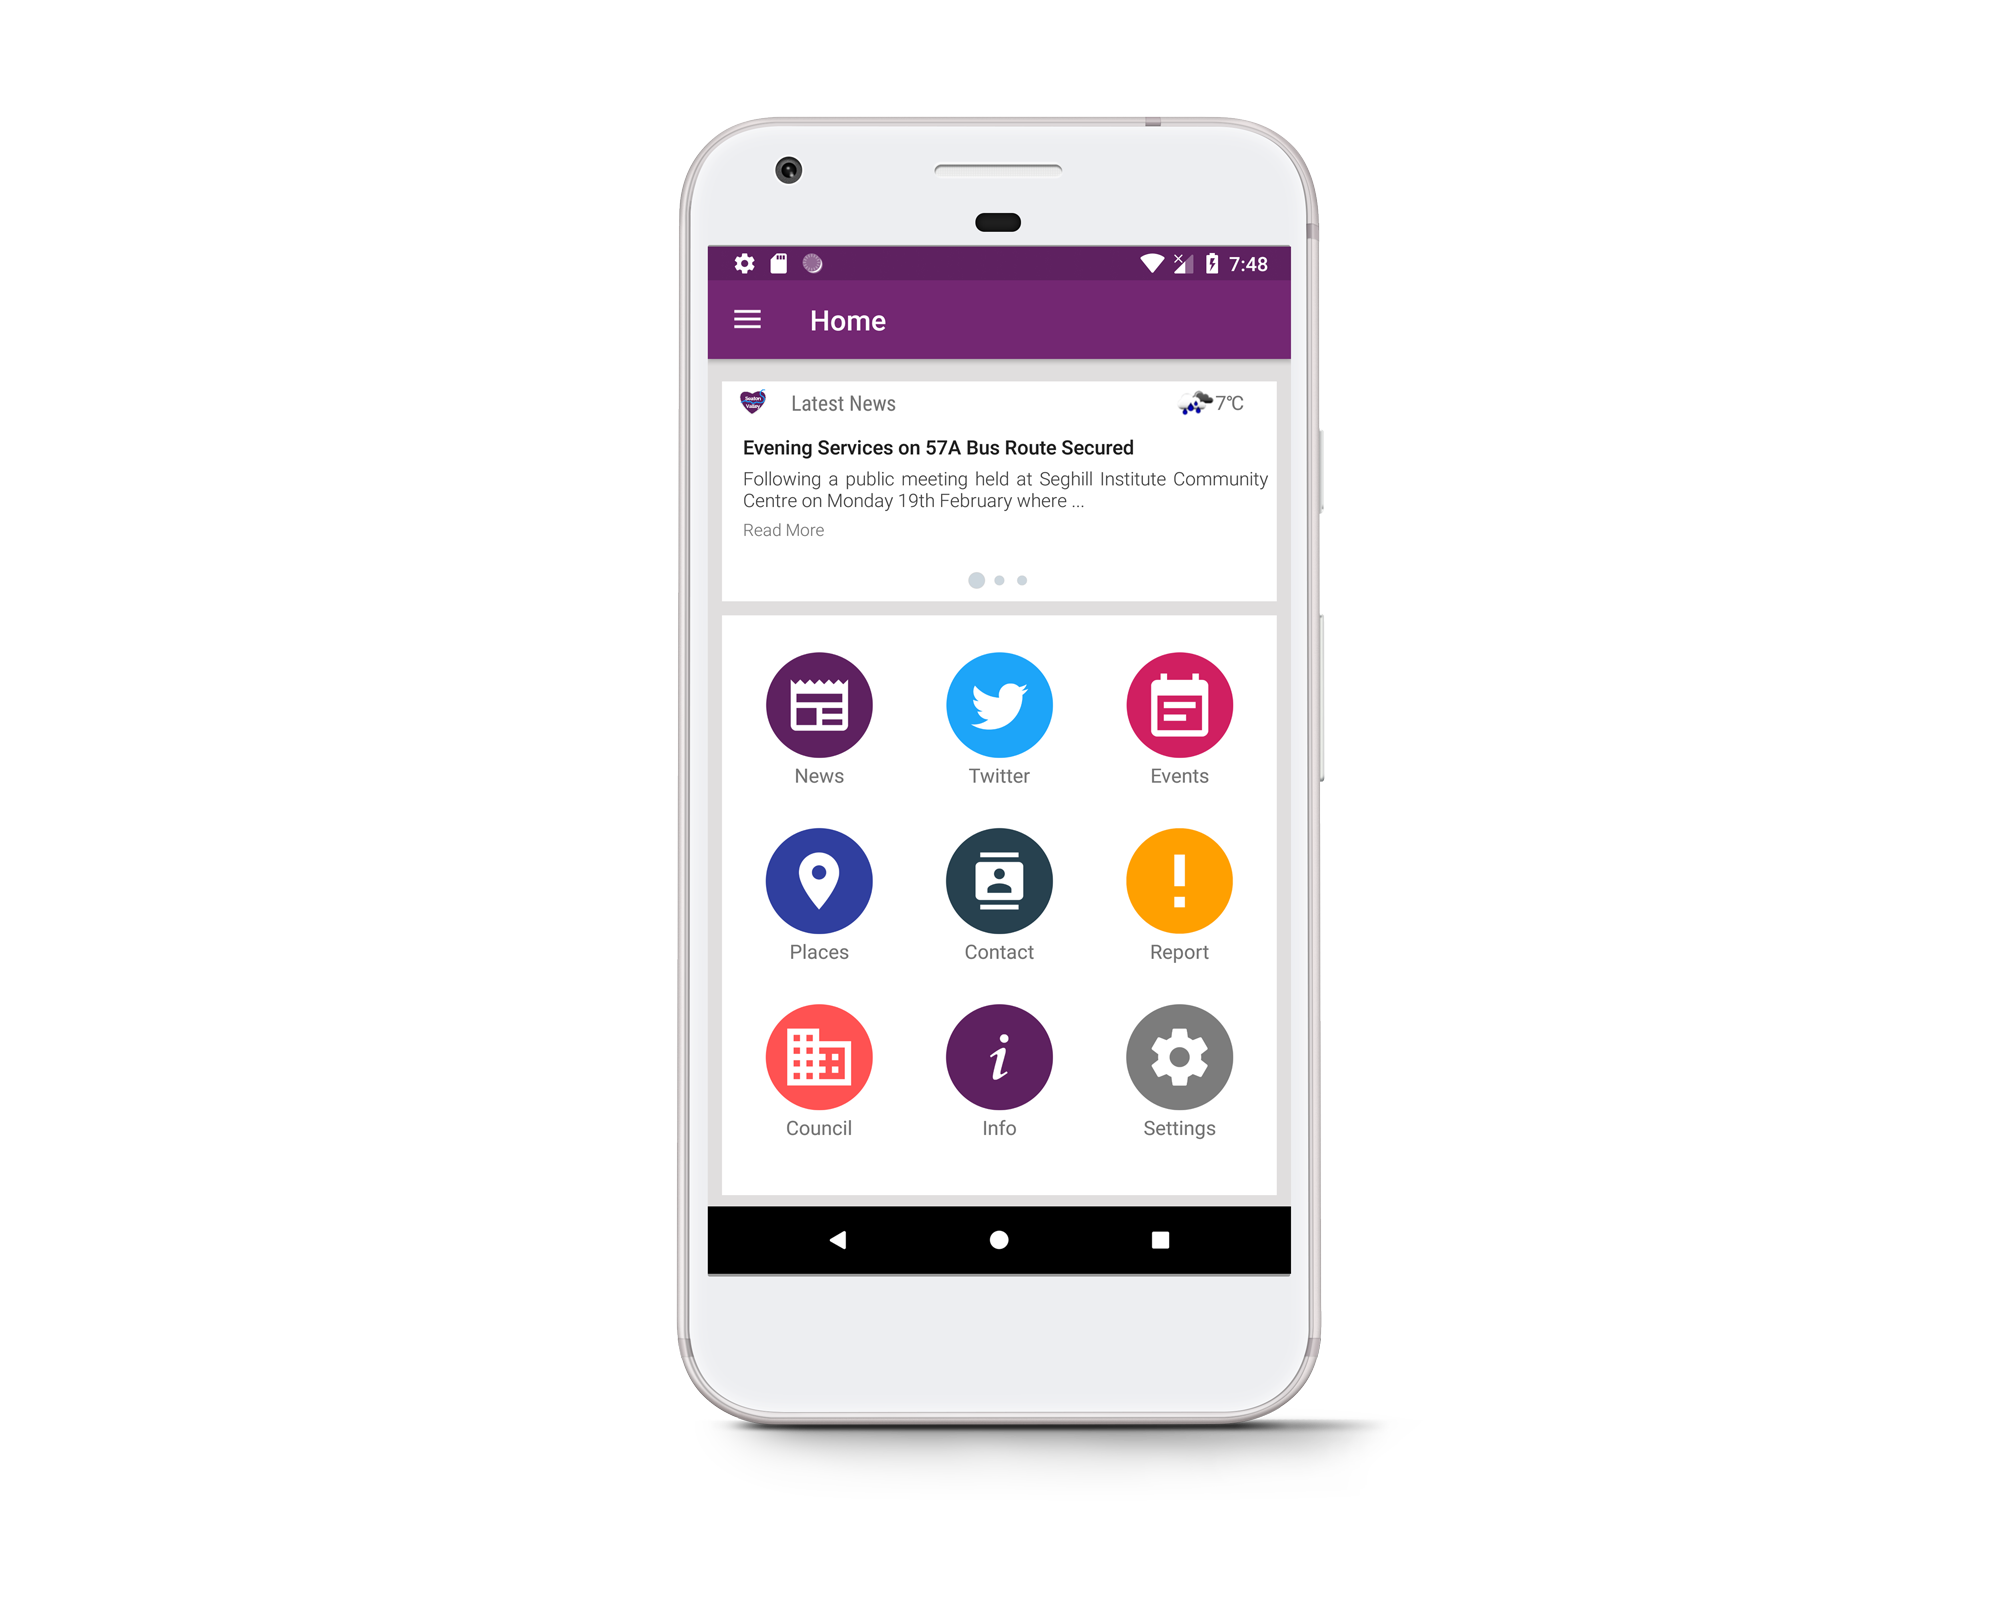 7:48
Home
Seaton
Valley
Latest News
7°C
Evening Services on 57A Bus Route Secured
Following a public meeting held at Seghill Institute Community
Centre on Monday 19th February where ...
Read More
News
Twitter
Events
Places
Contact
Report
Council
Info
Settings